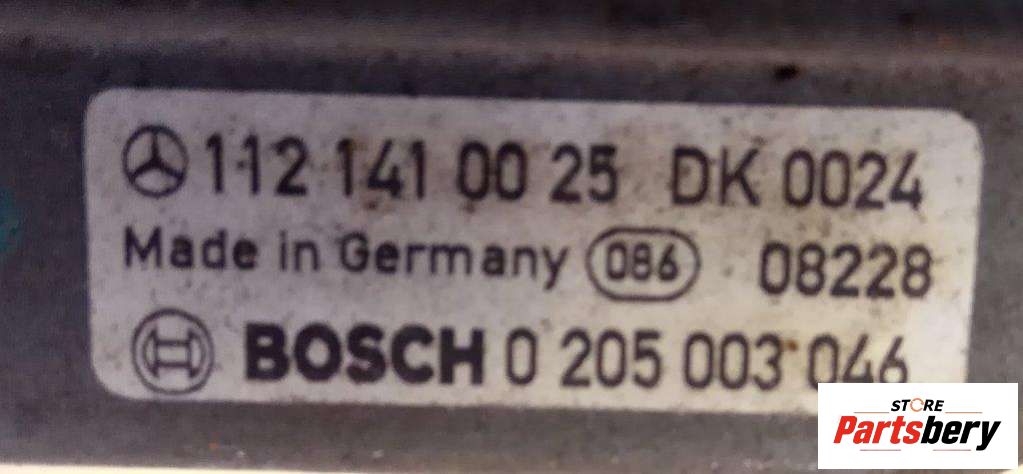 112 141 00 25 DK 0024
Made in Germany 086 08228
BOSCH 0 205 003 046
STORE
Partsbery